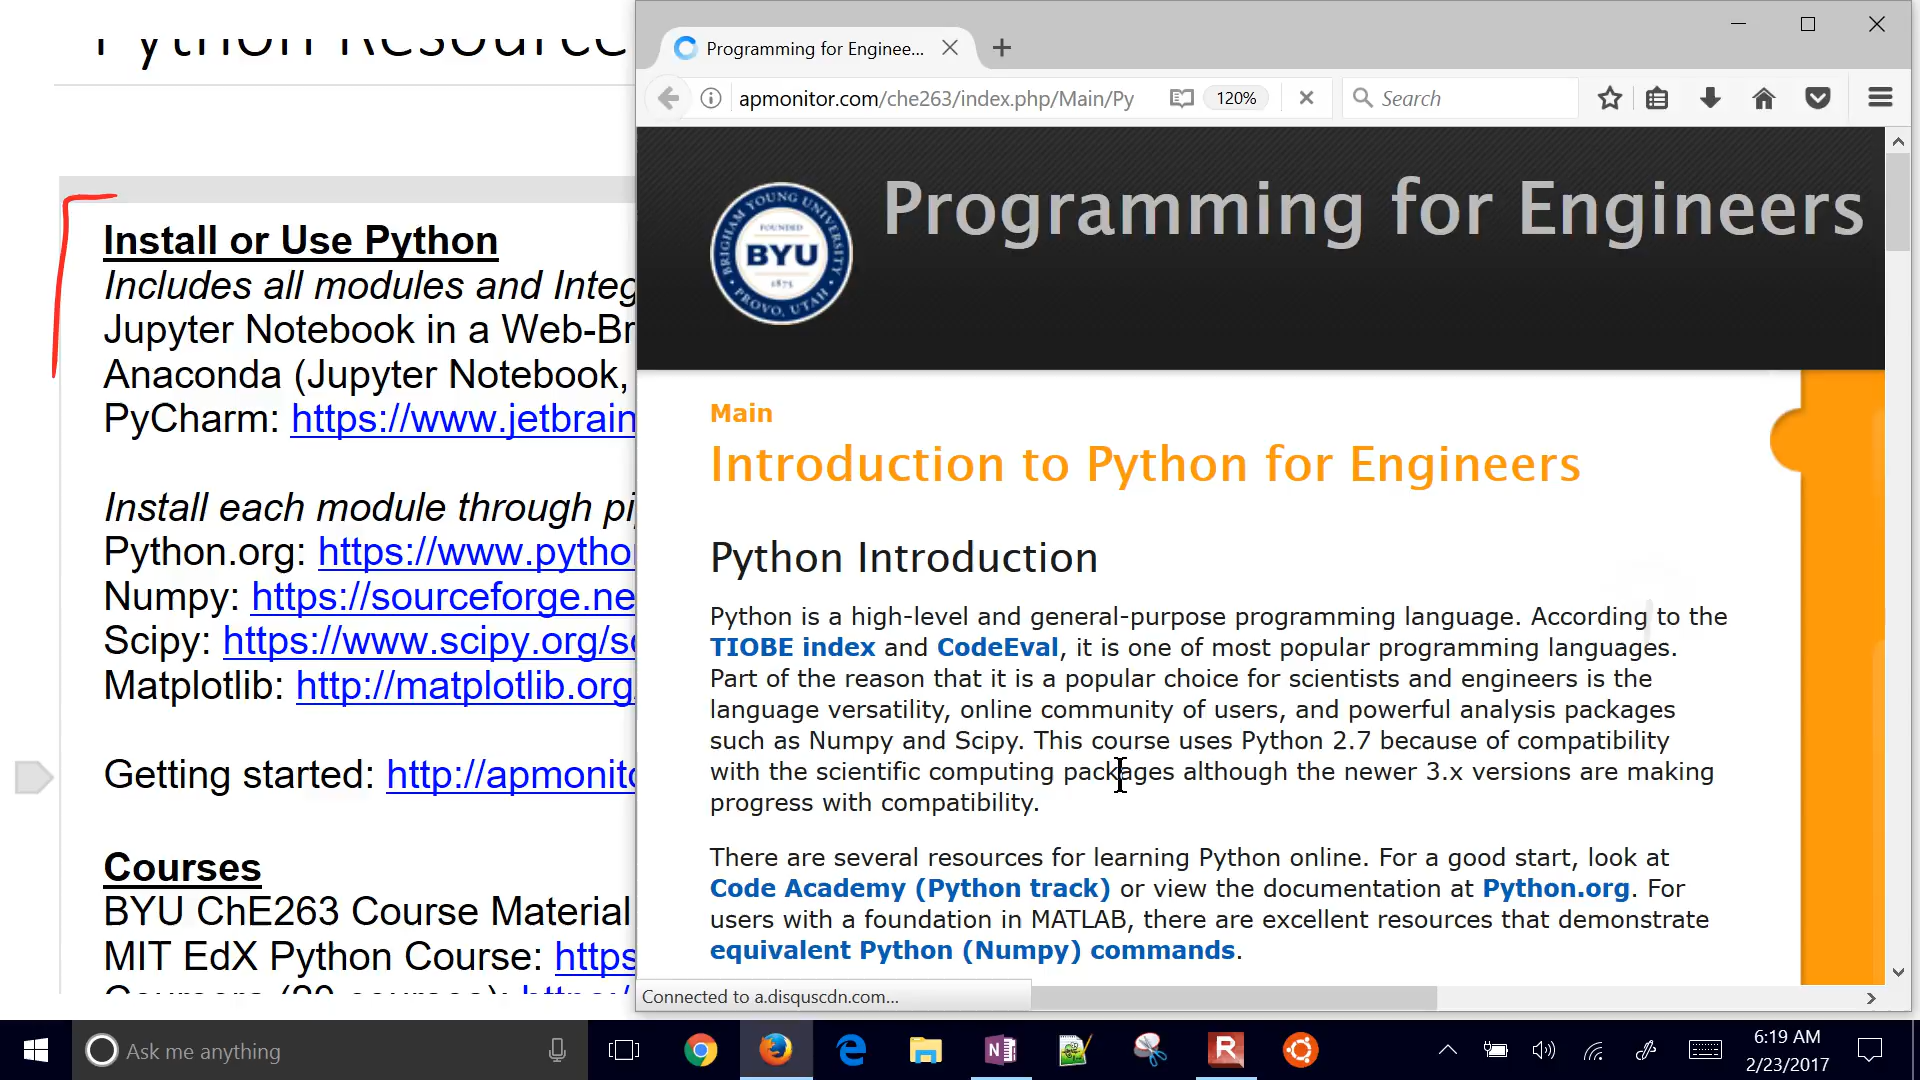 Python Resource
Install or Use Python
Includes all modules and Integ
Jupyter Notebook in a Web-Br
Anaconda (Jupyter Notebook,
PyCharm: https://www.jetbrain
Install each module through pi
Python.org: https://www.pytho
Numpy: https://sourceforge.ne
Scipy: https://www.scipy.org/s
Matplotlib: http://matplotlib.org
Getting started: http://apmonito
Courses
BYU ChE263 Course Material
MIT EdX Python Course: https
Programming for Enginee...
apmonitor.com/che263/index.php/Main/Py
120%
Search
BRIGHAM YOUNG UNIVERSITY
FOUNDED
BYU
1875
PROVO, UTAH
Programming for Engineers
Main
Introduction to Python for Engineers
Python Introduction
Python is a high-level and general-purpose programming language. According to the
TIOBE index and CodeEval, it is one of most popular programming languages.
Part of the reason that it is a popular choice for scientists and engineers is the
language versatility, online community of users, and powerful analysis packages
such as Numpy and Scipy. This course uses Python 2.7 because of compatibility
with the scientific computing packages although the newer 3.x versions are making
progress with compatibility.
There are several resources for learning Python online. For a good start, look at
Code Academy (Python track) or view the documentation at Python.org. For
users with a foundation in MATLAB, there are excellent resources that demonstrate
equivalent Python (Numpy) commands.
Connected to a.disquscdn.com...
Ask me anything
6:19 AM
2/23/2017